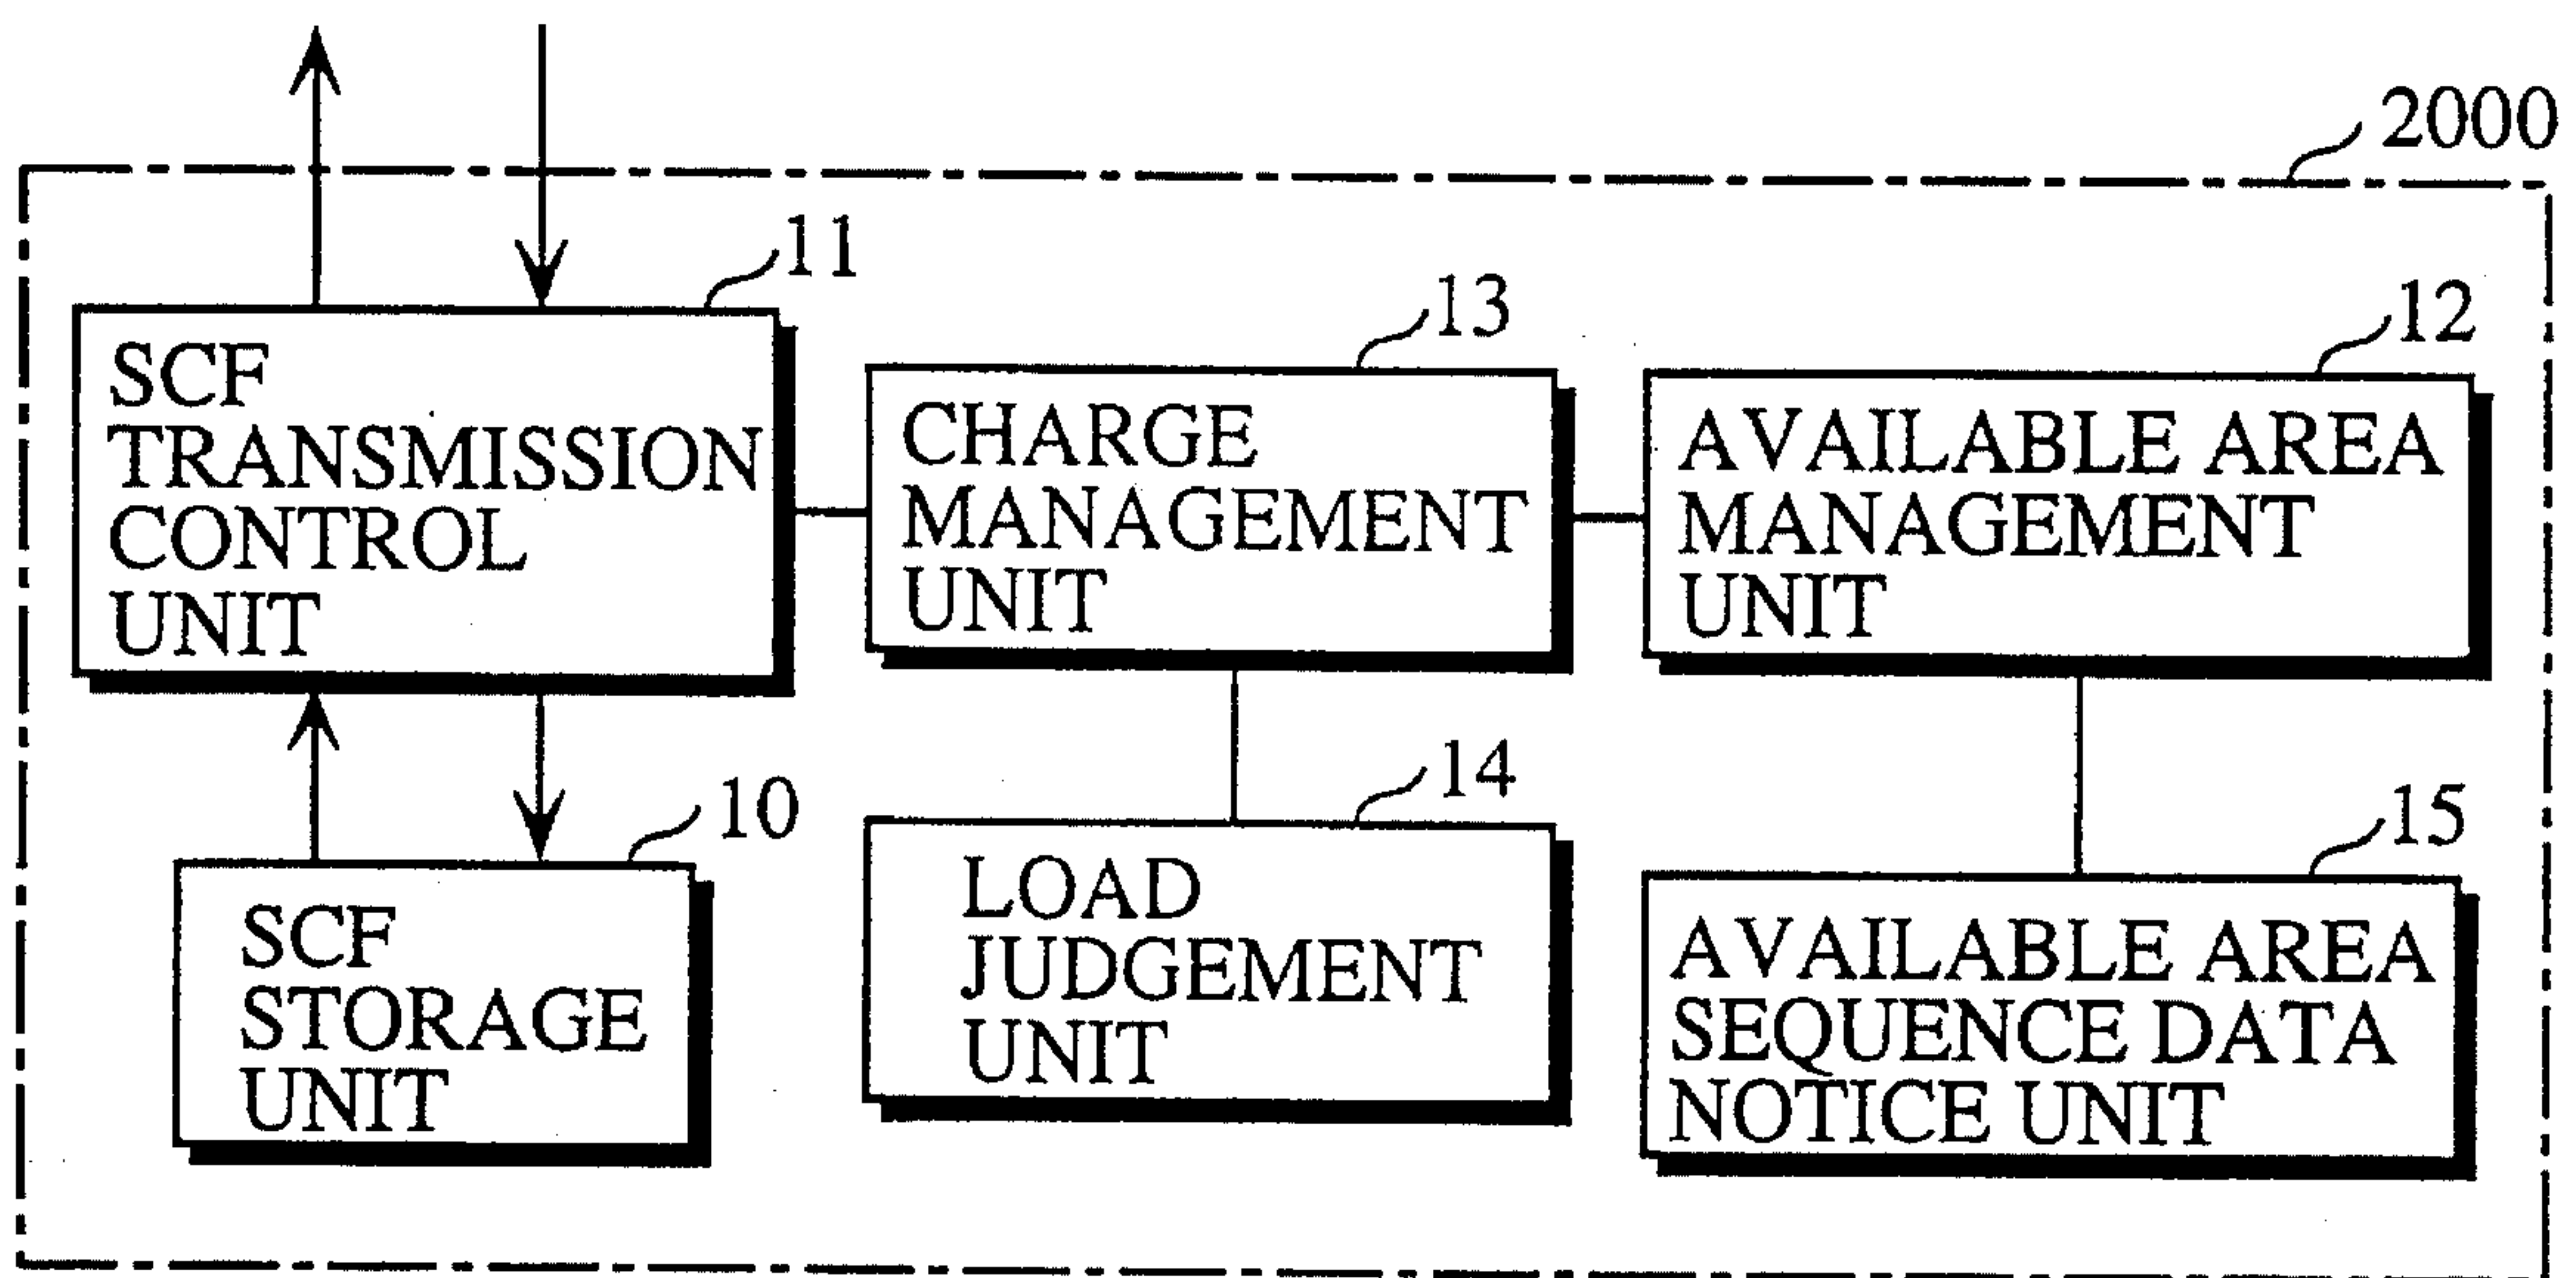 2000
11
SCF
TRANSMISSION
CONTROL
UNIT
13
CHARGE
MANAGEMENT
UNIT
12
AVAILABLE AREA
MANAGEMENT
UNIT
10
SCF
STORAGE
UNIT
14
LOAD
JUDGEMENT
UNIT
15
AVAILABLE AREA
SEQUENCE DATA
NOTICE UNIT